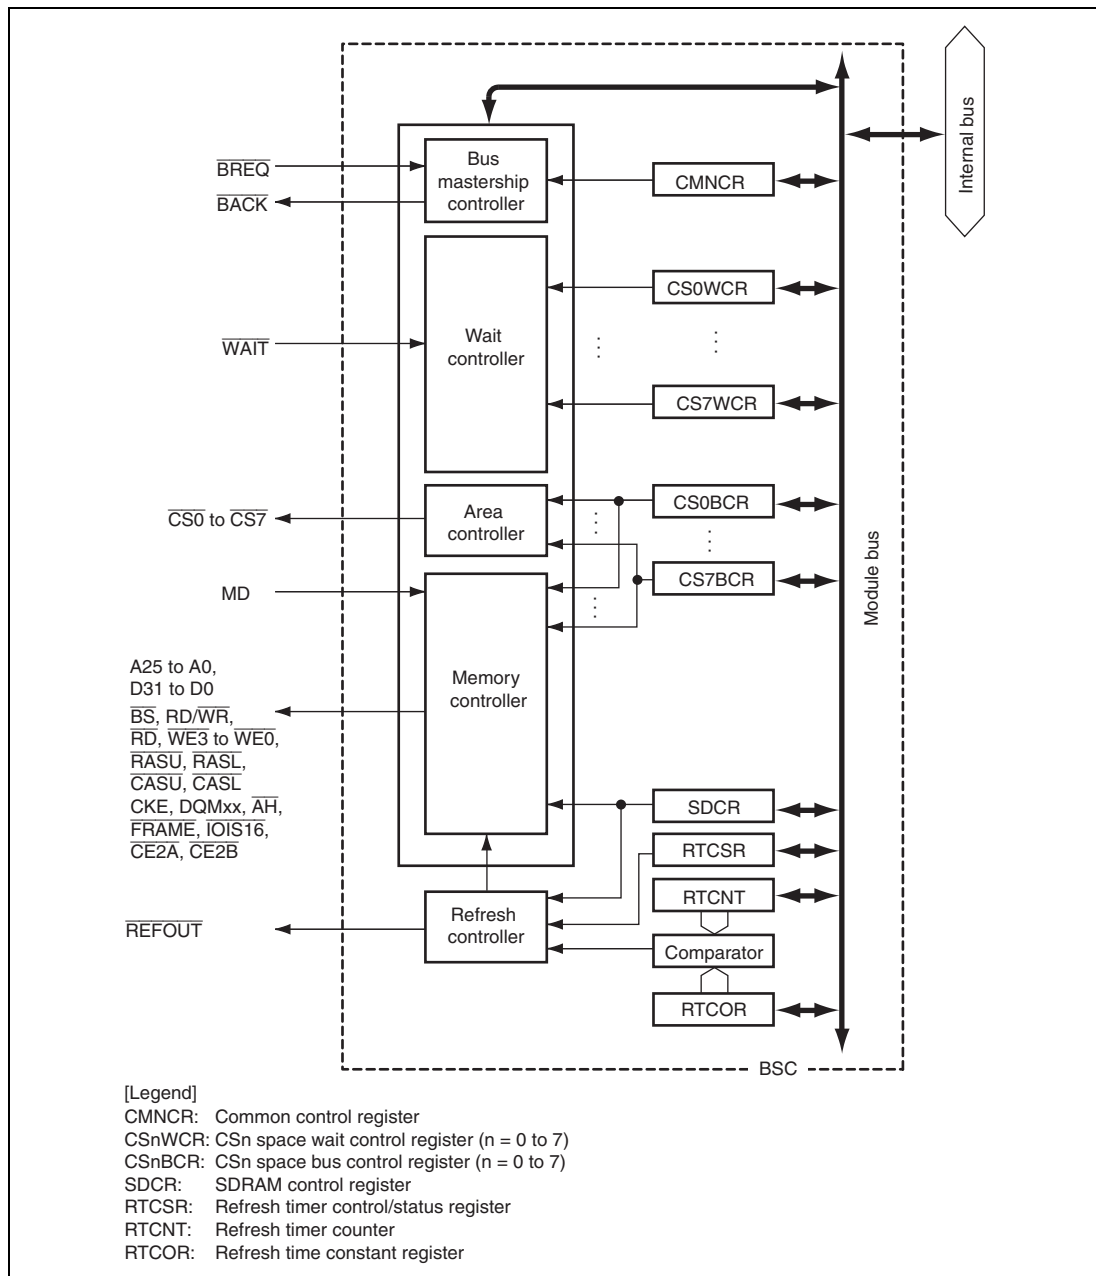 Internal bus
BREQ
BACK
Bus
mastership
controller
CMNCR
CS0WCR
WAIT
Wait
controller
CS7WCR
CS0 to CS7
Area
controller
CS0BCR
CS7BCR
Module bus
MD
A25 to A0,
D31 to D0
BS, RD/WR,
RD, WE3 to WE0,
RASU, RASL,
CASU, CASL
CKE, DQMxx, AH,
FRAME, IOIS16,
CE2A, CE2B
Memory
controller
SDCR
RTCSR
RTCNT
REFOUT
Refresh
controller
Comparator
RTCOR
BSC
[Legend]
CMNCR: Common control register
CSnWCR: CSn space wait control register (n = 0 to 7)
CSnBCR: CSn space bus control register (n = 0 to 7)
SDCR: SDRAM control register
RTCSR: Refresh timer control/status register
RTCNT: Refresh timer counter
RTCOR: Refresh time constant register